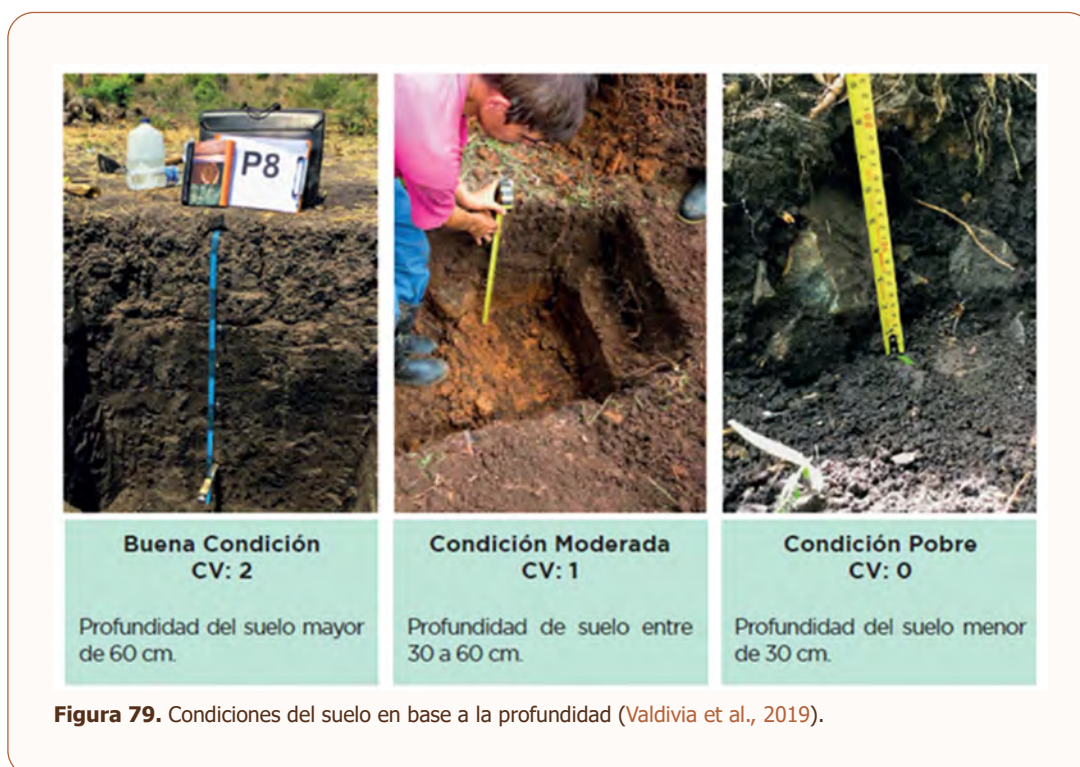 P8
Buena Condición
CV: 2
Profundidad del suelo mayor
de 60 cm.
Condición Moderada
CV: 1
Profundidad de suelo entre
30 a 60 cm.
Condición Pobre
CV: 0
Profundidad del suelo menor
de 30 cm.
Figura 79. Condiciones del suelo en base a la profundidad (Valdivia et al., 2019).